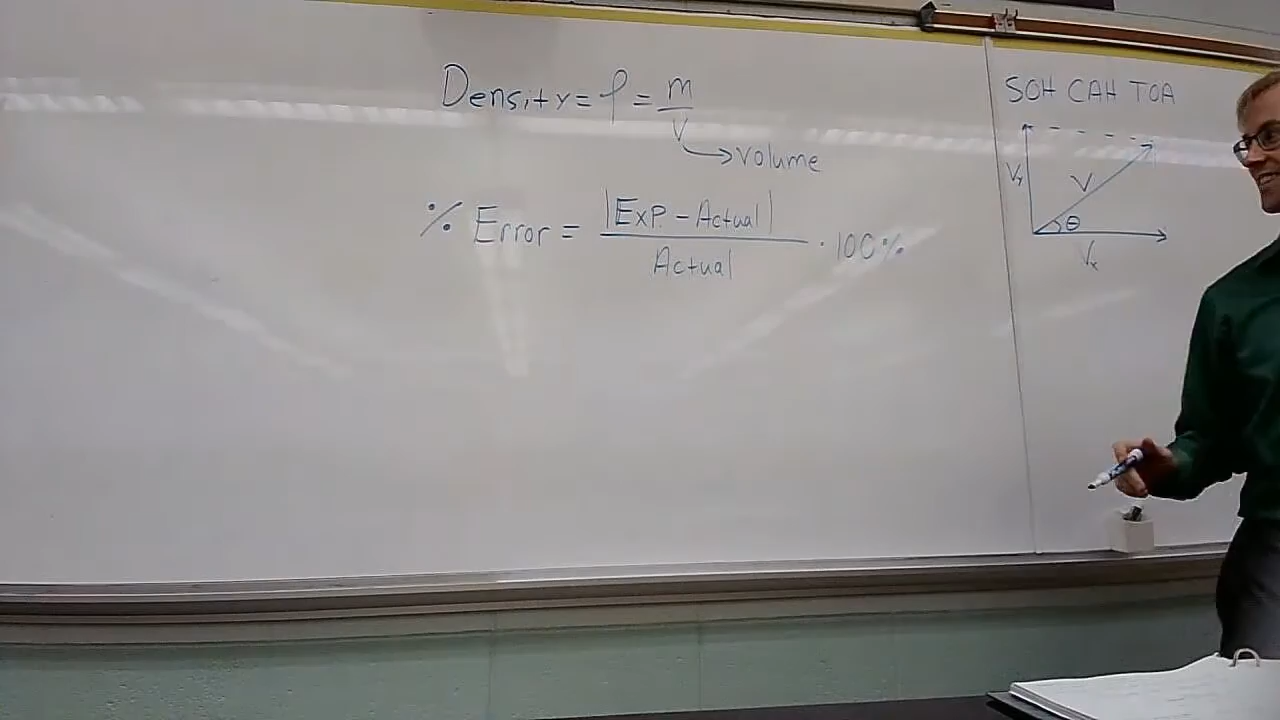 Density = ρ = m/v
→ volume
% Error = |Exp. - Actual| / Actual · 100%
SOH CAH TOA
Vy V θ
Vx